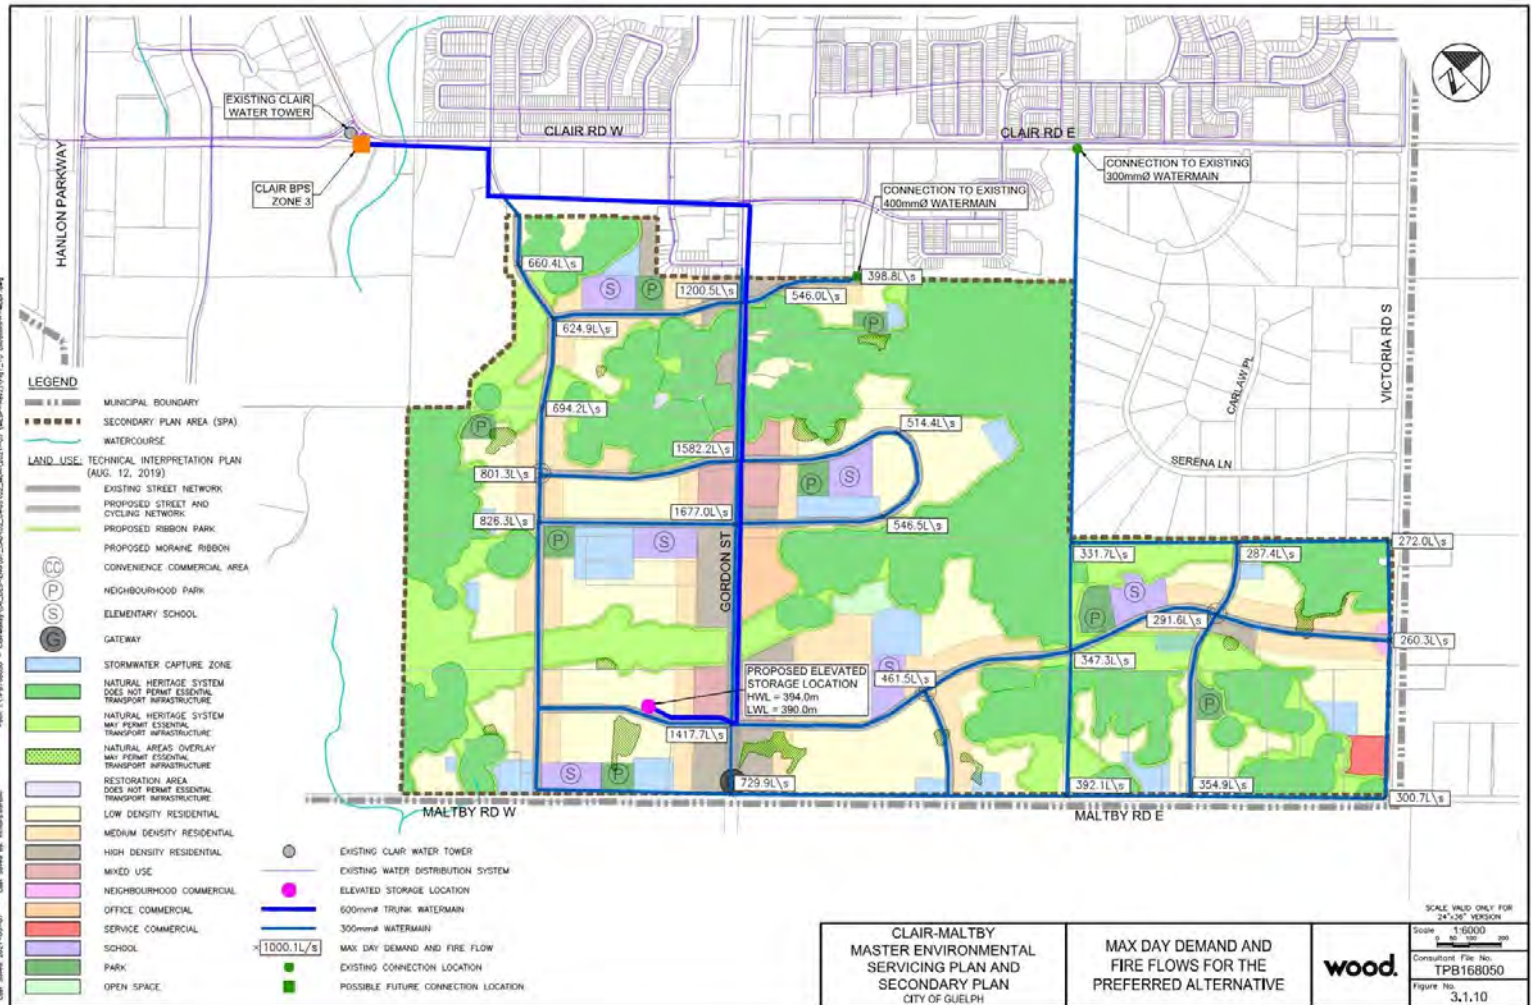 EXISTING CLAIR
WATER TOWER
CLAIR RD W
CLAIR RD E
HANLON PARKWAY
CLAIR BPS
ZONE 3
CONNECTION TO EXISTING
400mmØ WATERMAIN
CONNECTION TO EXISTING
300mmØ WATERMAIN
660.4L\s
S
P
1200.5L\s
546.0L\s
398.8L\s
624.9L\s
P
VICTORIA RD S
CARLAW PL
SERENA LN
694.2L\s
P
514.4L\s
1582.2L\s
801.3L\s
P
S
826.3L\s
1677.0L\s
546.5L\s
P
S
GORDON ST
331.7L\s
287.4L\s
272.0L\s
S
P
291.6L\s
260.3L\s
347.3L\s
PROPOSED ELEVATED
STORAGE LOCATION
HWL = 394.0m
LWL = 390.0m
S
461.5L\s
P
1417.7L\s
S
P
729.9L\s
392.1L\s
354.9L\s
300.7L\s
MALTBY RD W
MALTBY RD E
LEGEND
MUNICIPAL BOUNDARY
SECONDARY PLAN AREA (SPA)
WATERCOURSE
LAND USE: TECHNICAL INTERPRETATION PLAN
(AUG. 12, 2019)
EXISTING STREET NETWORK
PROPOSED STREET AND
CYCLING NETWORK
PROPOSED RIBBON PARK
PROPOSED MORAINE RIBBON
CC CONVENIENCE COMMERCIAL AREA
P NEIGHBOURHOOD PARK
S ELEMENTARY SCHOOL
G GATEWAY
STORMWATER CAPTURE ZONE
NATURAL HERITAGE SYSTEM
DOES NOT PERMIT ESSENTIAL
TRANSPORT INFRASTRUCTURE
NATURAL HERITAGE SYSTEM
MAY PERMIT ESSENTIAL
TRANSPORT INFRASTRUCTURE
NATURAL AREAS OVERLAY
MAY PERMIT ESSENTIAL
TRANSPORT INFRASTRUCTURE
RESTORATION AREA
DOES NOT PERMIT ESSENTIAL
TRANSPORT INFRASTRUCTURE
LOW DENSITY RESIDENTIAL
MEDIUM DENSITY RESIDENTIAL
HIGH DENSITY RESIDENTIAL
MIXED USE
NEIGHBOURHOOD COMMERCIAL
OFFICE COMMERCIAL
SERVICE COMMERCIAL
SCHOOL
PARK
OPEN SPACE
EXISTING CLAIR WATER TOWER
EXISTING WATER DISTRIBUTION SYSTEM
ELEVATED STORAGE LOCATION
600mmø TRUNK WATERMAIN
300mmø WATERMAIN
×1000.1L/s MAX DAY DEMAND AND FIRE FLOW
EXISTING CONNECTION LOCATION
POSSIBLE FUTURE CONNECTION LOCATION
CLAIR-MALTBY
MASTER ENVIRONMENTAL
SERVICING PLAN AND
SECONDARY PLAN
CITY OF GUELPH
MAX DAY DEMAND AND
FIRE FLOWS FOR THE
PREFERRED ALTERNATIVE
wood.
SCALE VALID ONLY FOR
24"x36" VERSION
Scale 1:6000
0 50 100 200
Consultant File No.
TPB168050
Figure No.
3.1.10